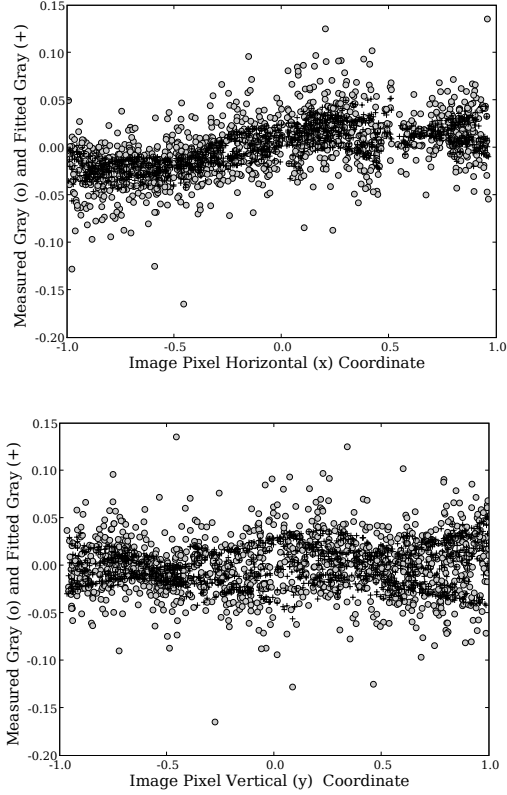 0.15
0.10
0.05
0.00
-0.05
-0.10
-0.15
-0.20
Measured Gray (o) and Fitted Gray (+)
-1.0 -0.5 0.0 0.5 1.0
Image Pixel Horizontal (x) Coordinate
0.15
0.10
0.05
0.00
-0.05
-0.10
-0.15
-0.20
Measured Gray (o) and Fitted Gray (+)
-1.0 -0.5 0.0 0.5 1.0
Image Pixel Vertical (y) Coordinate